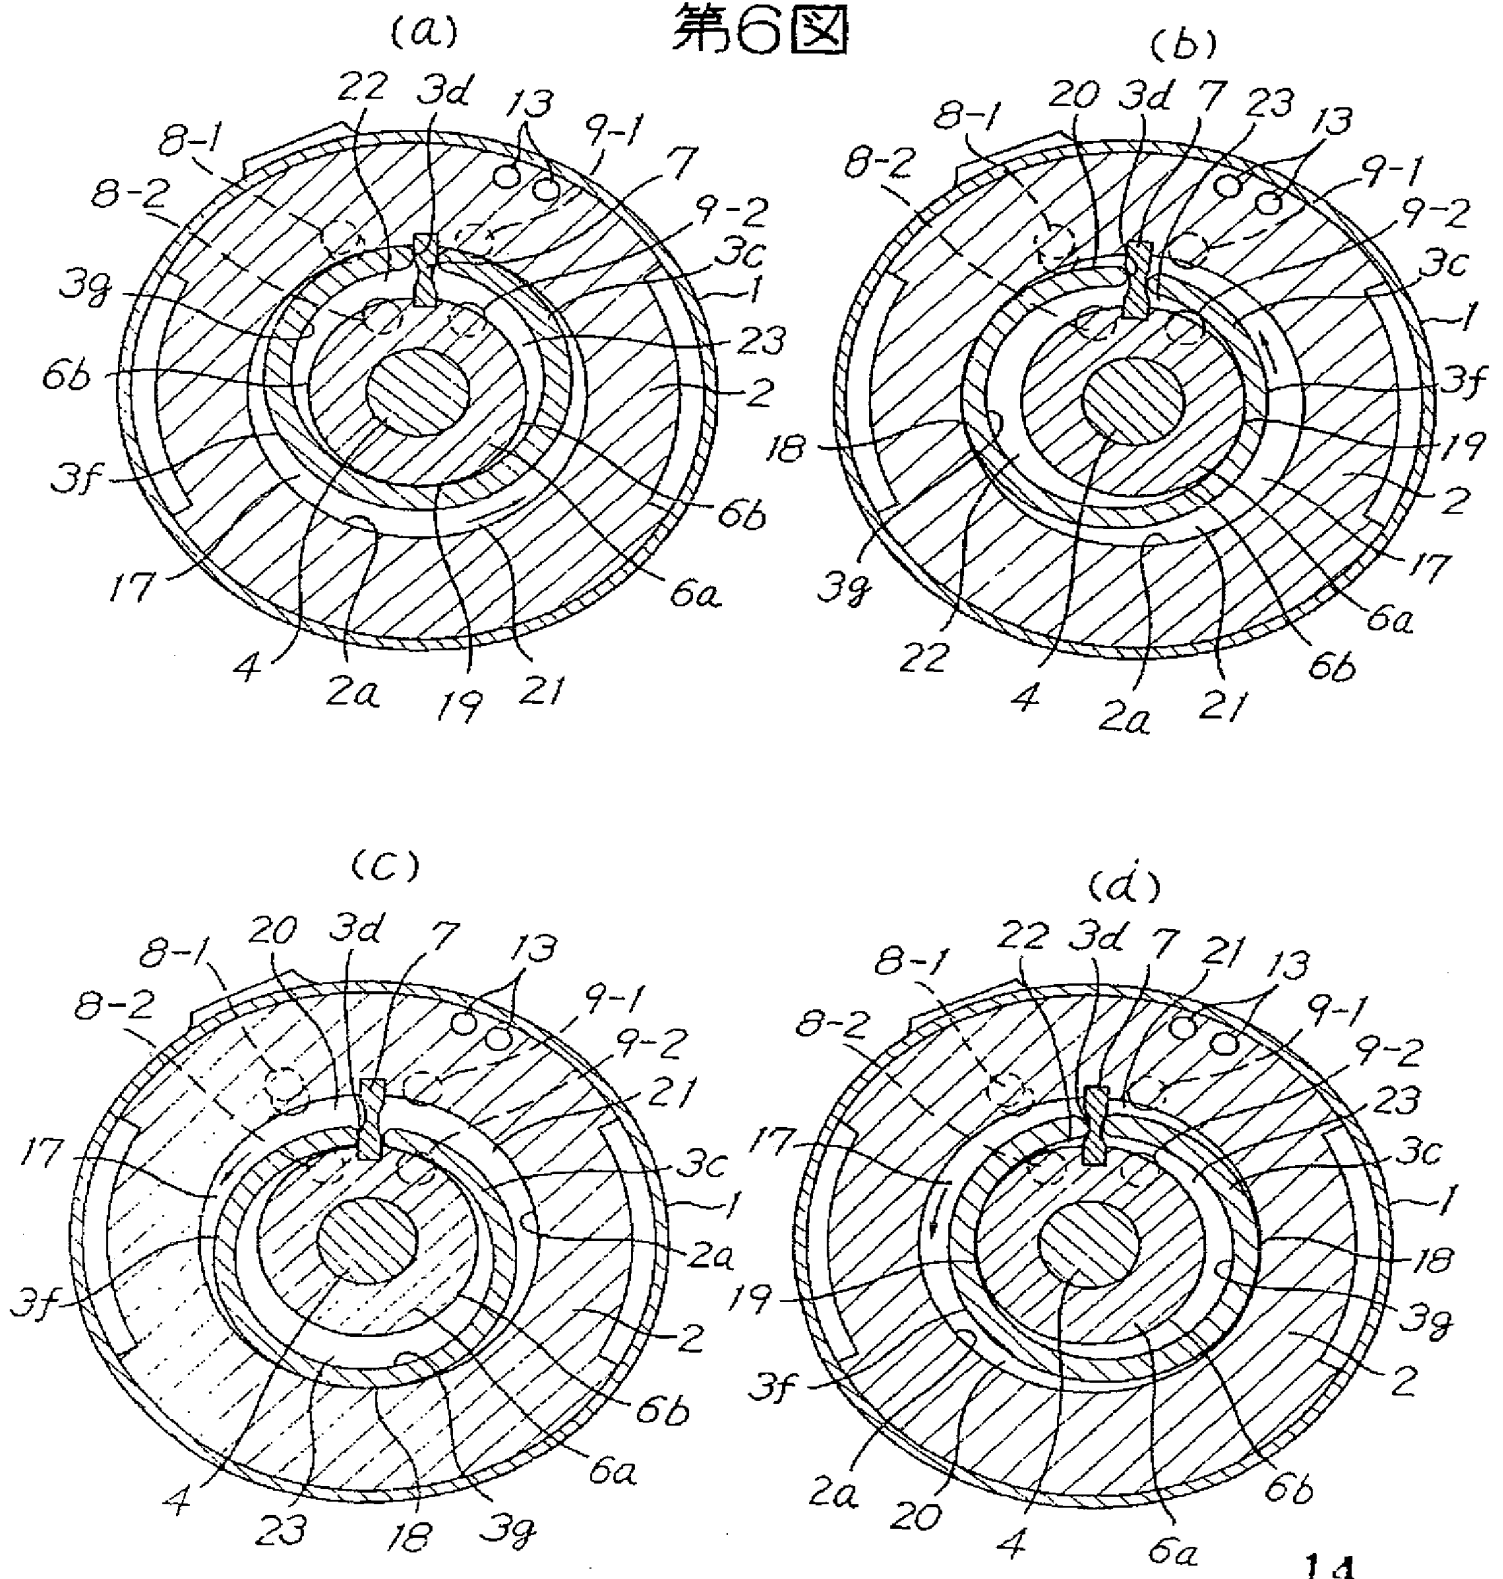 第6図
(a)
22 3d 13
8-1 9-1
7
8-2 9-2
3g 3c
1
23
6b
2
3f 6b
17 6a
4 2a 19 21
(b)
20 3d 7 23
8-1 13
8-2 9-1
9-2
3c
1
3f
18 19
2
3g 17
22 6a
4 2a 21 6b
(c)
20 3d 7
8-1 13
8-2 9-1
9-2
21
17 3c
1
2a
3f 2
6b
6a
4 23 18 3g
(d)
22 3d 7 21
8-1 13
8-2 9-1
9-2
23
17 3c
1
18
19 3g
3f 2
2a 20 6b
4 6a
14